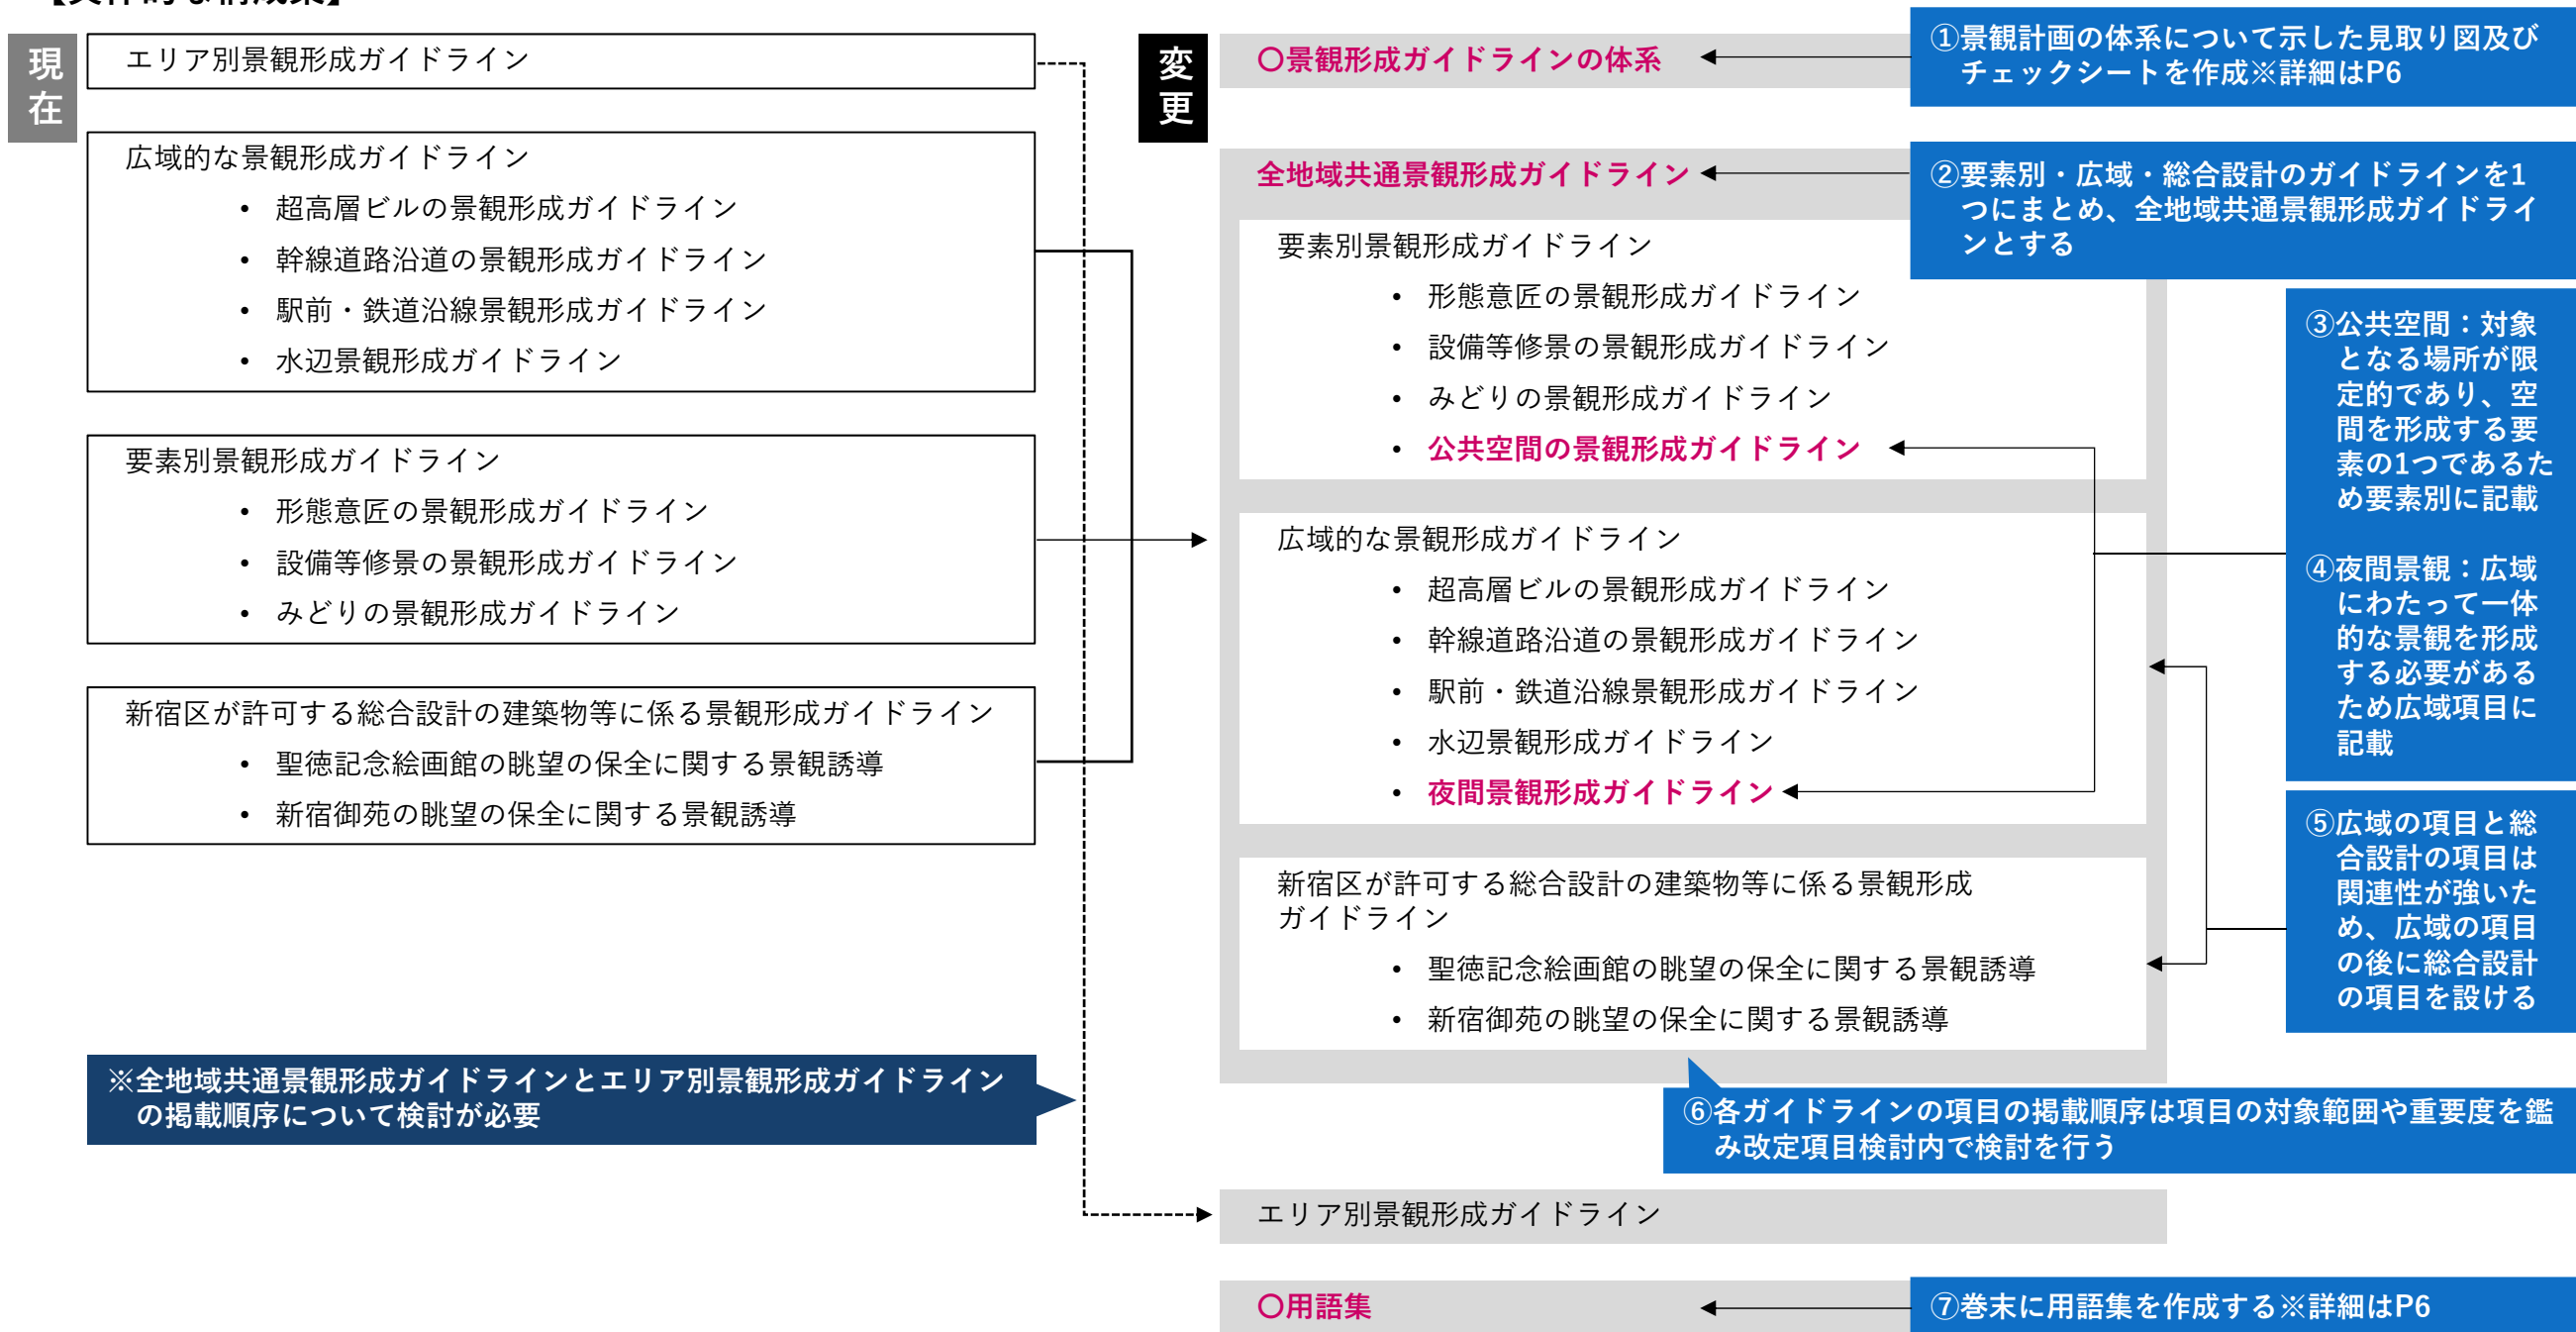 【具体的な構成案】
現在
エリア別景観形成ガイドライン
広域的な景観形成ガイドライン
• 超高層ビルの景観形成ガイドライン
• 幹線道路沿道の景観形成ガイドライン
• 駅前・鉄道沿線景観形成ガイドライン
• 水辺景観形成ガイドライン
要素別景観形成ガイドライン
• 形態意匠の景観形成ガイドライン
• 設備等修景の景観形成ガイドライン
• みどりの景観形成ガイドライン
新宿区が許可する総合設計の建築物等に係る景観形成ガイドライン
• 聖徳記念絵画館の眺望の保全に関する景観誘導
• 新宿御苑の眺望の保全に関する景観誘導
※全地域共通景観形成ガイドラインとエリア別景観形成ガイドライン
の掲載順序について検討が必要
変更
〇景観形成ガイドラインの体系
全地域共通景観形成ガイドライン
要素別景観形成ガイドライン
• 形態意匠の景観形成ガイドライン
• 設備等修景の景観形成ガイドライン
• みどりの景観形成ガイドライン
• 公共空間の景観形成ガイドライン
広域的な景観形成ガイドライン
• 超高層ビルの景観形成ガイドライン
• 幹線道路沿道の景観形成ガイドライン
• 駅前・鉄道沿線景観形成ガイドライン
• 水辺景観形成ガイドライン
• 夜間景観形成ガイドライン
新宿区が許可する総合設計の建築物等に係る景観形成
ガイドライン
• 聖徳記念絵画館の眺望の保全に関する景観誘導
• 新宿御苑の眺望の保全に関する景観誘導
エリア別景観形成ガイドライン
〇用語集
①景観計画の体系について示した見取り図及び
チェックシートを作成※詳細はP6
②要素別・広域・総合設計のガイドラインを1
つにまとめ、全地域共通景観形成ガイドライ
ンとする
③公共空間：対象
となる場所が限
定的であり、空
間を形成する要
素の1つであるた
め要素別に記載
④夜間景観：広域
にわたって一体
的な景観を形成
する必要がある
ため広域項目に
記載
⑤広域の項目と総
合設計の項目は
関連性が強いた
め、広域の項目
の後に総合設計
の項目を設ける
⑥各ガイドラインの項目の掲載順序は項目の対象範囲や重要度を鑑
み改定項目検討内で検討を行う
⑦巻末に用語集を作成する※詳細はP6